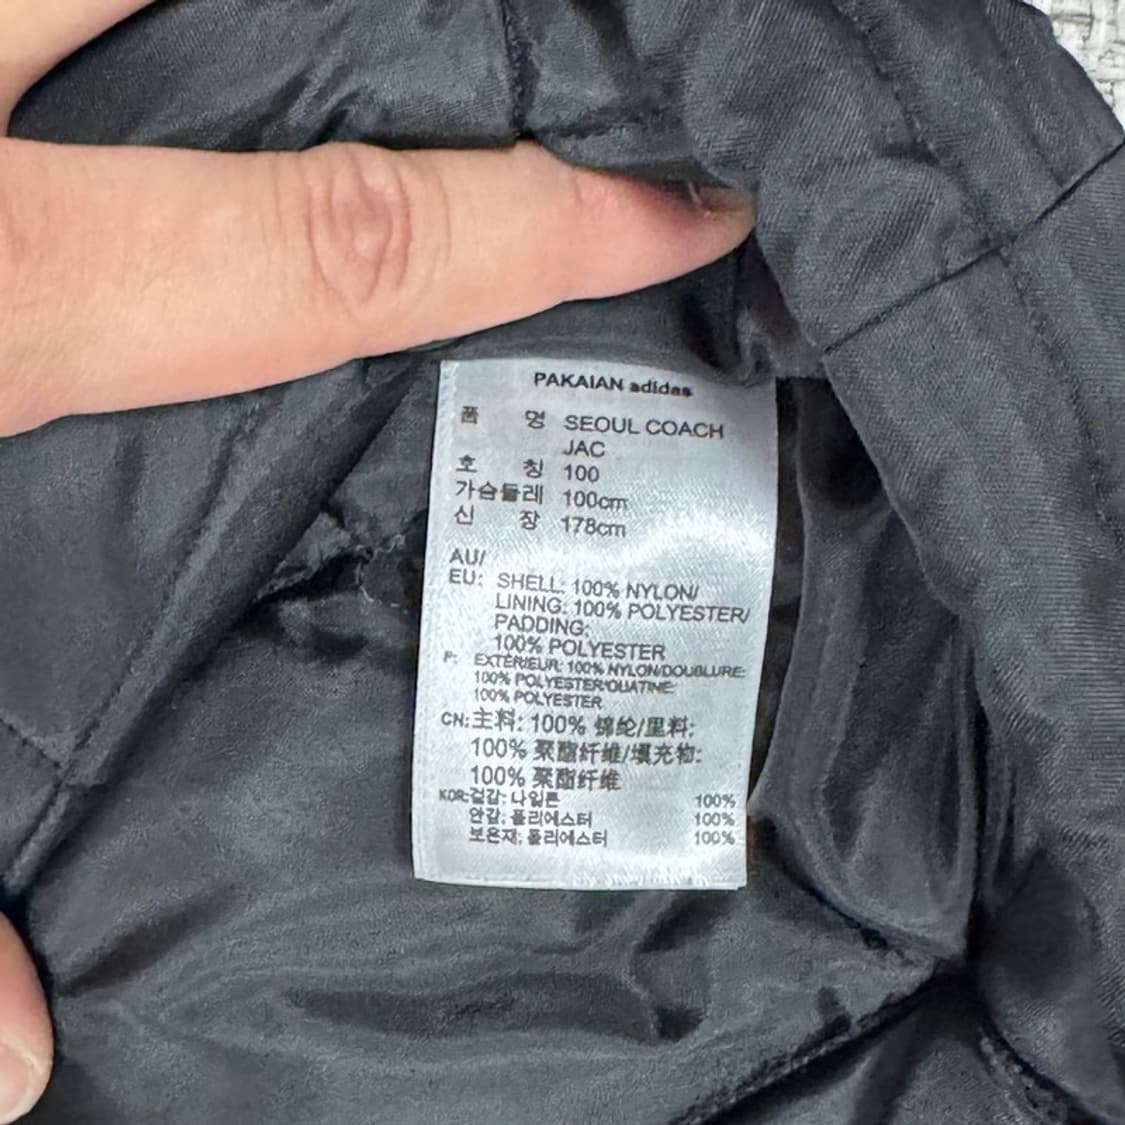 PAKAIAN adidas
품 명 SEOUL COACH
JAC
호 칭 100
가슴둘레 100cm
신 장 178cm
AU/
EU: SHELL: 100% NYLON/
LINING: 100% POLYESTER/
PADDING:
100% POLYESTER
F: EXTÉRIEUR: 100% NYLON/DOUBLURE:
100% POLYESTER/OUATINE:
100% POLYESTER
CN: 主料: 100% 锦纶/里料:
100% 聚酯纤维/填充物:
100% 聚酯纤维
KOR: 겉감: 나일론 100%
안감: 폴리에스터 100%
보온재: 폴리에스터 100%